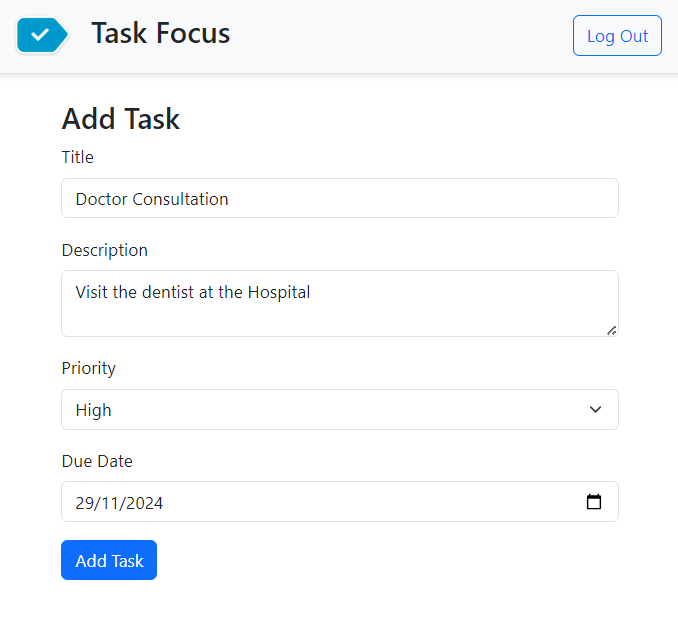 Task Focus
Log Out
Add Task
Title
Doctor Consultation
Description
Visit the dentist at the Hospital
Priority
High
Due Date
29/11/2024
Add Task